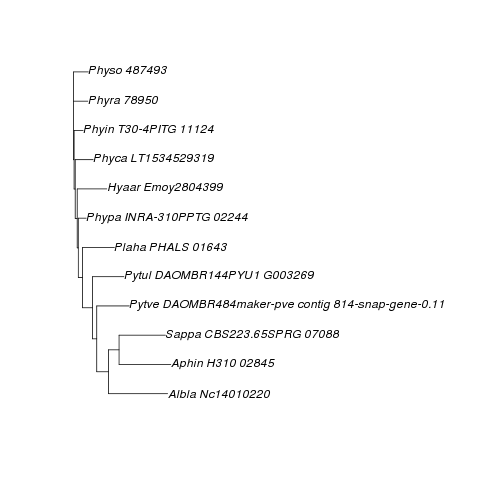 Physo 487493
Phyra 78950
Phyin T30-4PITG 11124
Phyca LT1534529319
Hyaar Emoy2804399
Phypa INRA-310PPTG 02244
Plaha PHALS 01643
Pytul DAOMBR144PYU1 G003269
Pytve DAOMBR484maker-pve contig 814-snap-gene-0.11
Sappa CBS223.65SPRG 07088
Aphin H310 02845
Albla Nc14010220